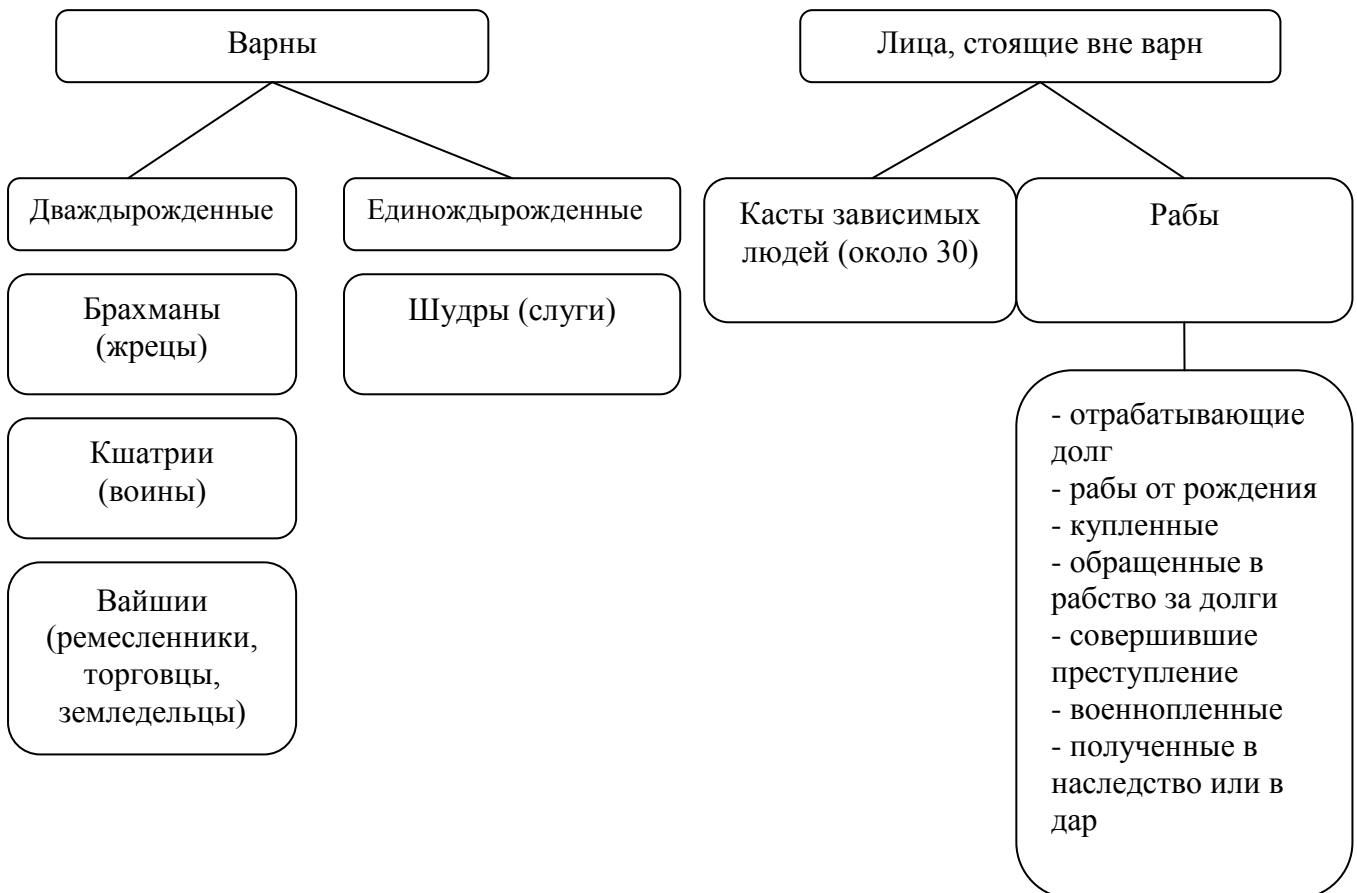 Варны
Дваждырожденные
Брахманы
(жрецы)
Кшатрии
(воины)
Вайшии
(ремесленники,
торговцы,
земледельцы)
Единождырожденные
Шудры (слуги)
Лица, стоящие вне варн
Касты зависимых
людей (около 30)
Рабы
- отрабатывающие
долг
- рабы от рождения
- купленные
- обращенные в
рабство за долги
- совершившие
преступление
- военнопленные
- полученные в
наследство или в
дар